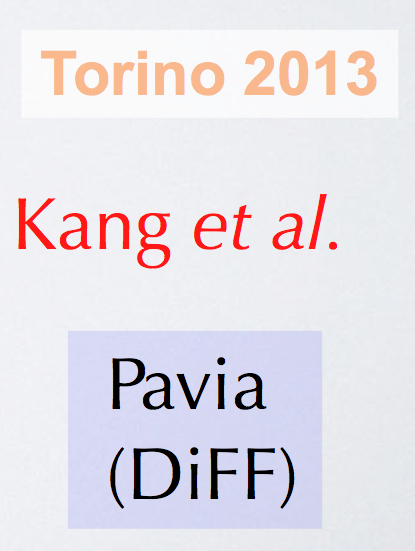 Torino 2013
Kang et al.
Pavia
(DiFF)